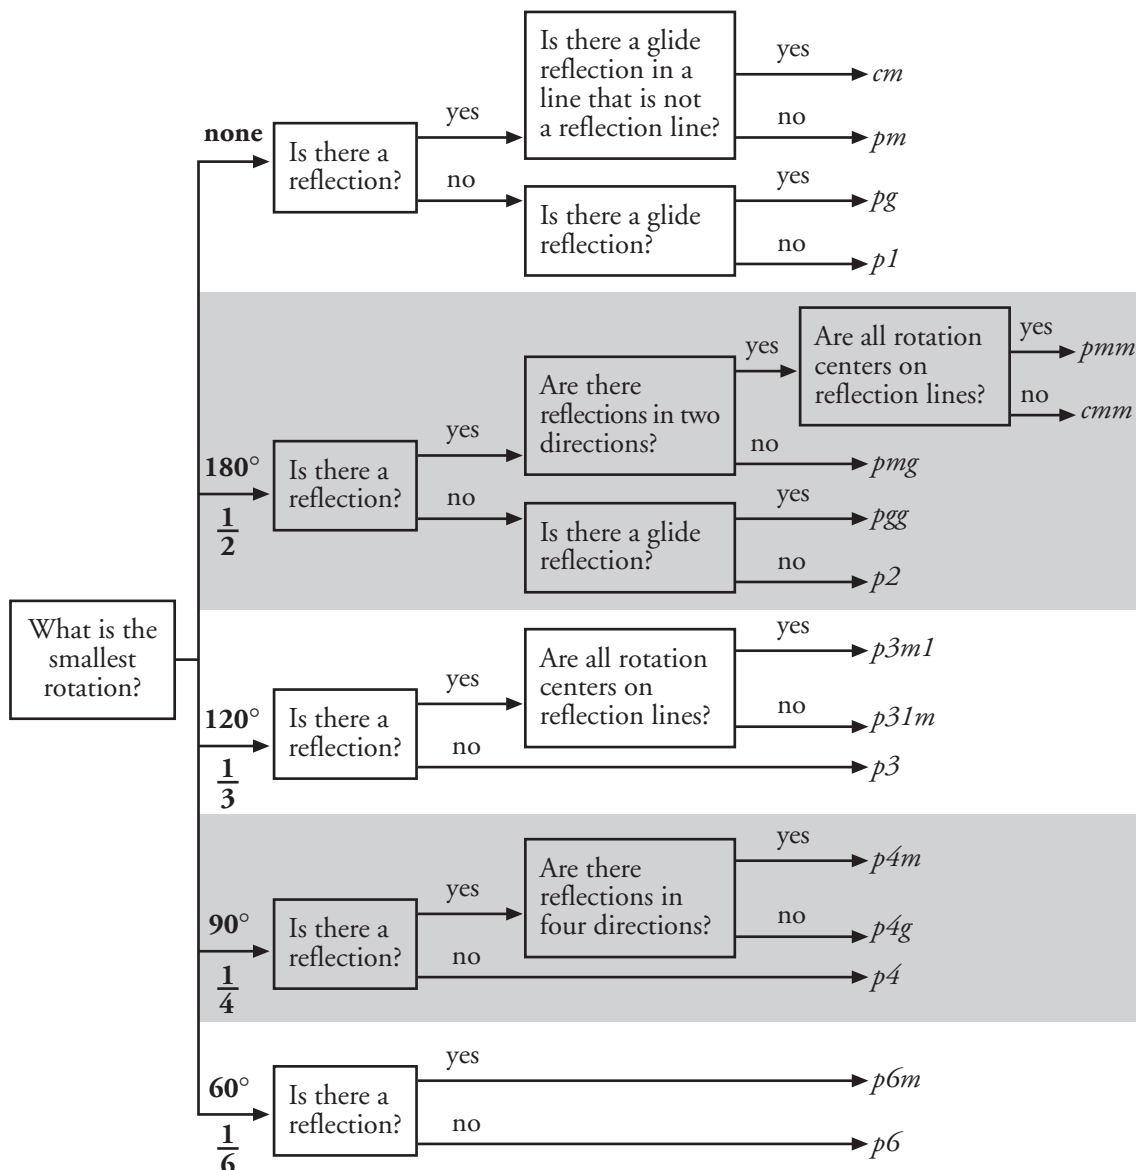 What is the
smallest
rotation?
none
Is there a
reflection?
yes
Is there a glide
reflection in a
line that is not
a reflection line?
yes
cm
no
pm
no
Is there a glide
reflection?
yes
pg
no
p1
180°
1
2
Is there a
reflection?
yes
Are there
reflections in two
directions?
yes
Are all rotation
centers on
reflection lines?
yes
pmm
no
cmm
no
pmg
no
Is there a glide
reflection?
yes
pgg
no
p2
120°
1
3
Is there a
reflection?
yes
Are all rotation
centers on
reflection lines?
yes
p3m1
no
p31m
no
p3
90°
1
4
Is there a
reflection?
yes
Are there
reflections in
four directions?
yes
p4m
no
p4g
no
p4
60°
1
6
Is there a
reflection?
yes
p6m
no
p6